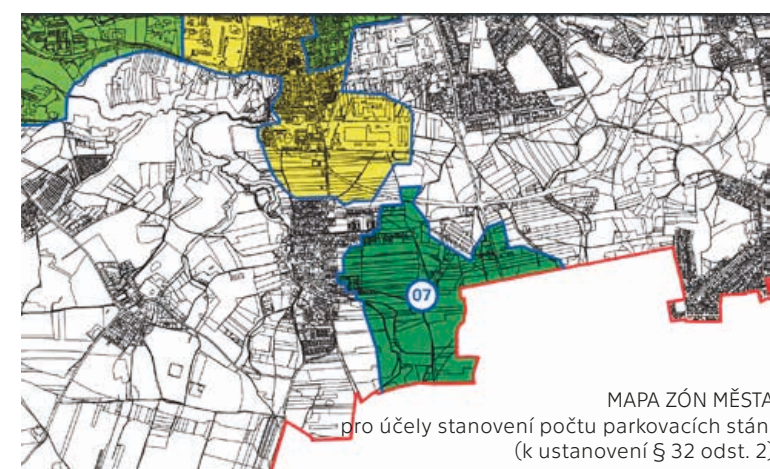 07
MAPA ZÓN MĚSTA
pro účely stanovení počtu parkovacích stán
(k ustanovení § 32 odst. 2)